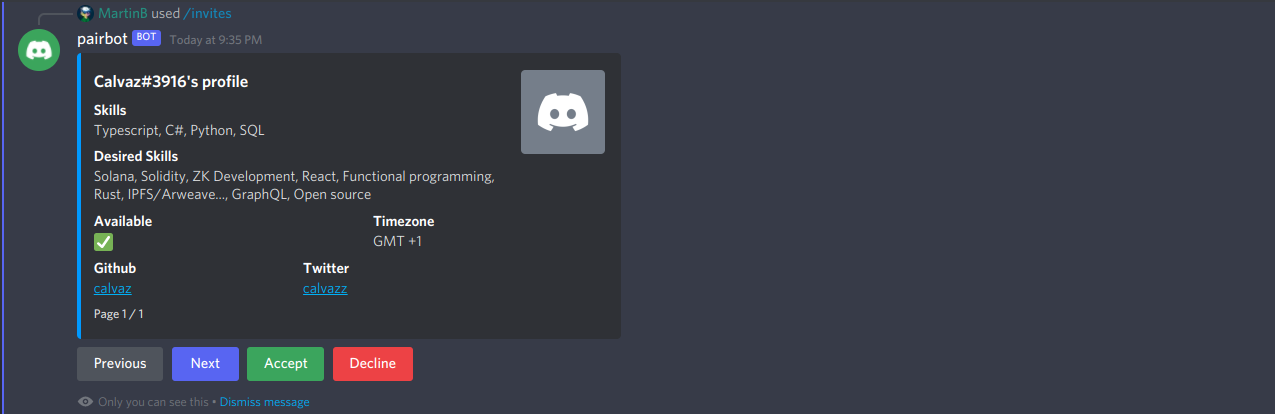 MartinB used /invites
pairbot BOT Today at 9:35 PM
Calvaz#3916's profile
Skills
Typescript, C#, Python, SQL
Desired Skills
Solana, Solidity, ZK Development, React, Functional programming,
Rust, IPFS/Arweave..., GraphQL, Open source
Available Timezone
GMT +1
Github Twitter
calvaz calvazz
Page 1 / 1
Previous Next Accept Decline
Only you can see this • Dismiss message